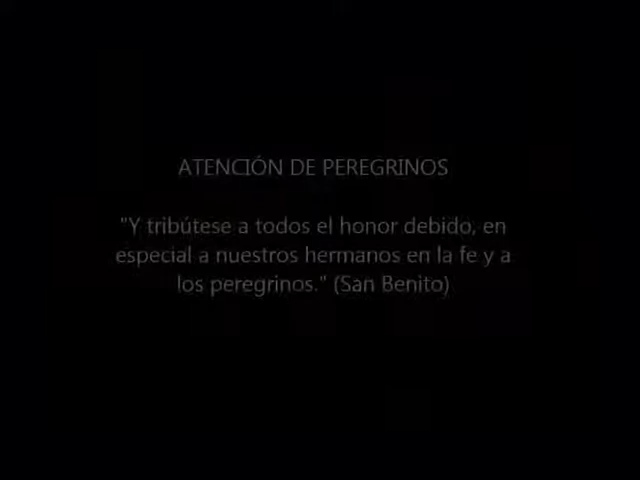 ATENCIÓN DE PEREGRINOS
"Y tribútese a todos el honor debido, en
especial a nuestros hermanos en la fe y a
los peregrinos." (San Benito)